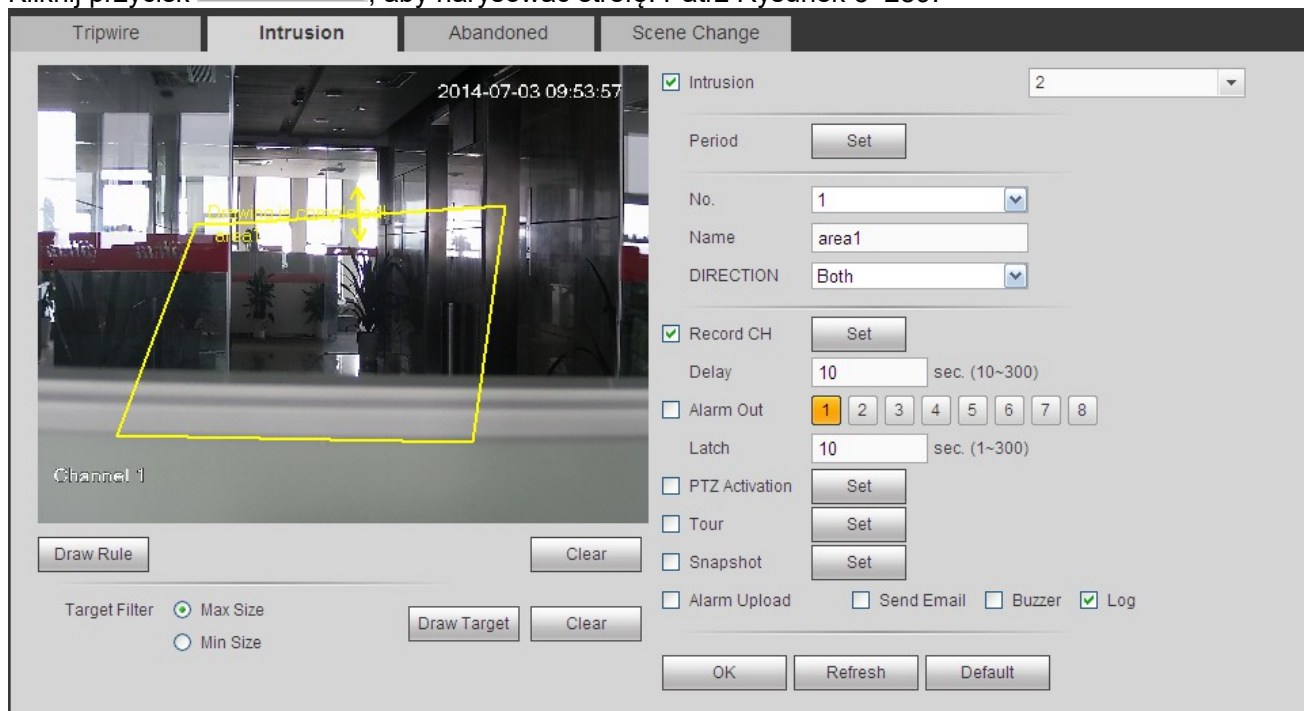 Tripwire Intrusion Abandoned Scene Change
2014-07-03 09:53:57
Drawing is completed!
area1
Channel 1
Draw Rule Clear
Target Filter Max Size
Min Size
Draw Target Clear
Intrusion 2
Period Set
No. 1
Name area1
DIRECTION Both
Record CH Set
Delay 10 sec. (10~300)
Alarm Out 1 2 3 4 5 6 7 8
Latch 10 sec. (1~300)
PTZ Activation Set
Tour Set
Snapshot Set
Alarm Upload Send Email Buzzer Log
OK Refresh Default